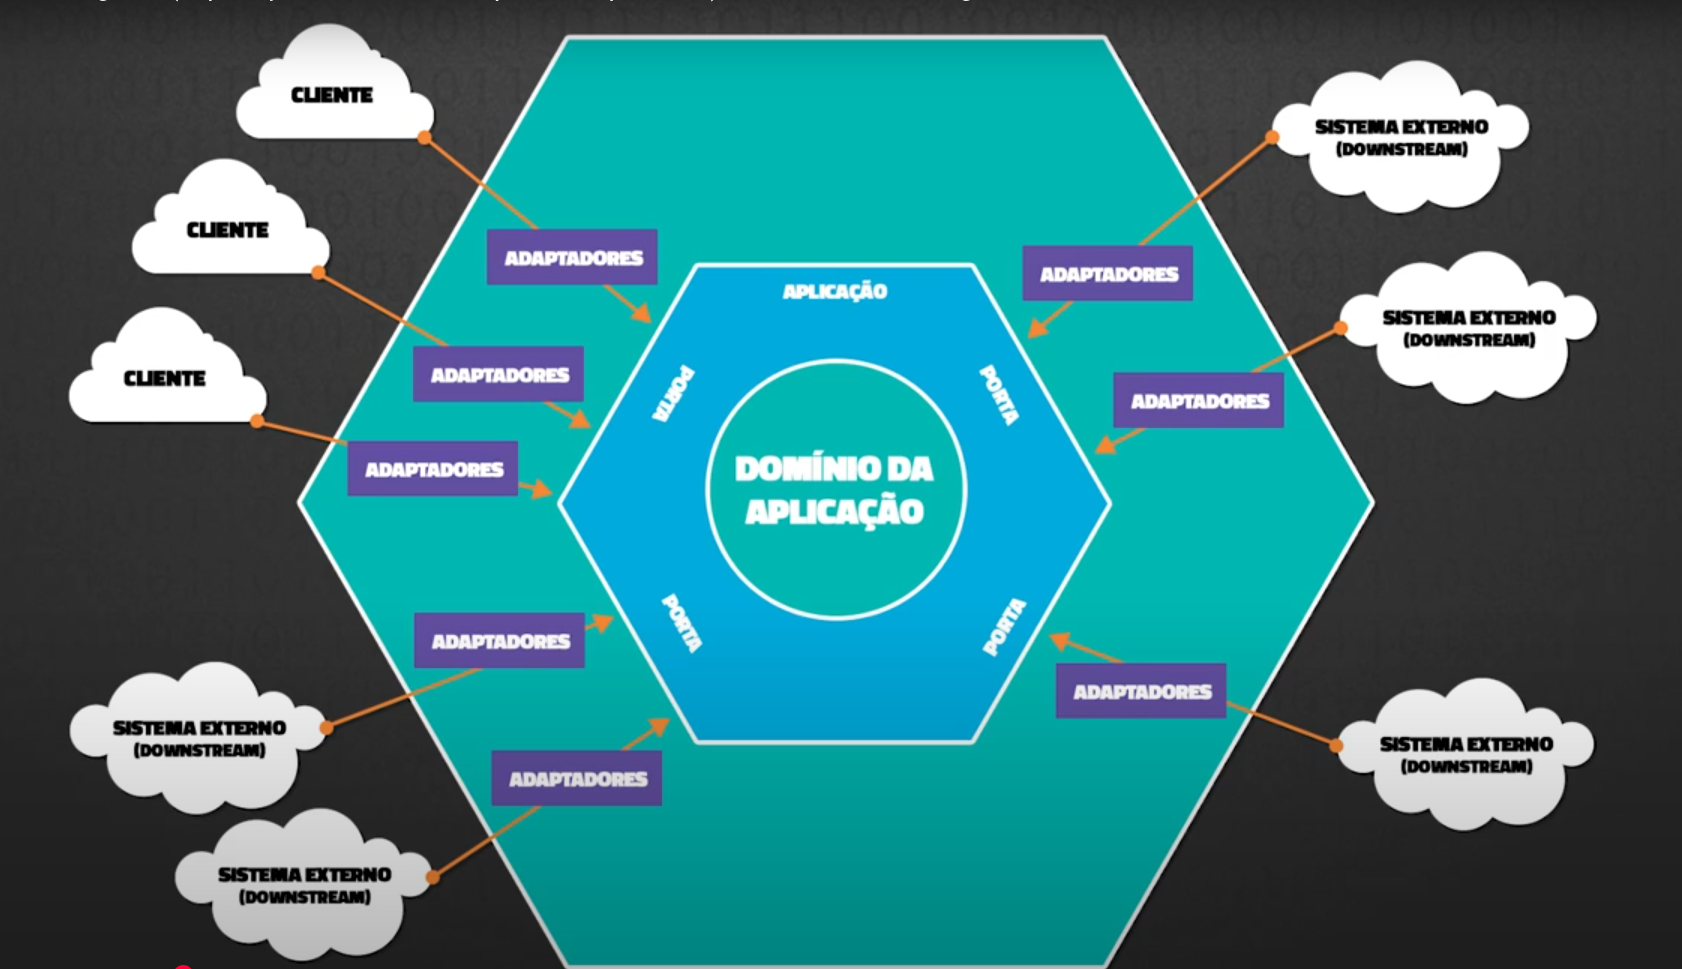 CLIENTE
SISTEMA EXTERNO
(DOWNSTREAM)
CLIENTE
ADAPTADORES
ADAPTADORES
APLICAÇÃO
SISTEMA EXTERNO
(DOWNSTREAM)
CLIENTE
ADAPTADORES
PORTA
PORTA
ADAPTADORES
ADAPTADORES
DOMÍNIO DA
APLICAÇÃO
PORTA
PORTA
ADAPTADORES
ADAPTADORES
SISTEMA EXTERNO
(DOWNSTREAM)
SISTEMA EXTERNO
(DOWNSTREAM)
ADAPTADORES
SISTEMA EXTERNO
(DOWNSTREAM)